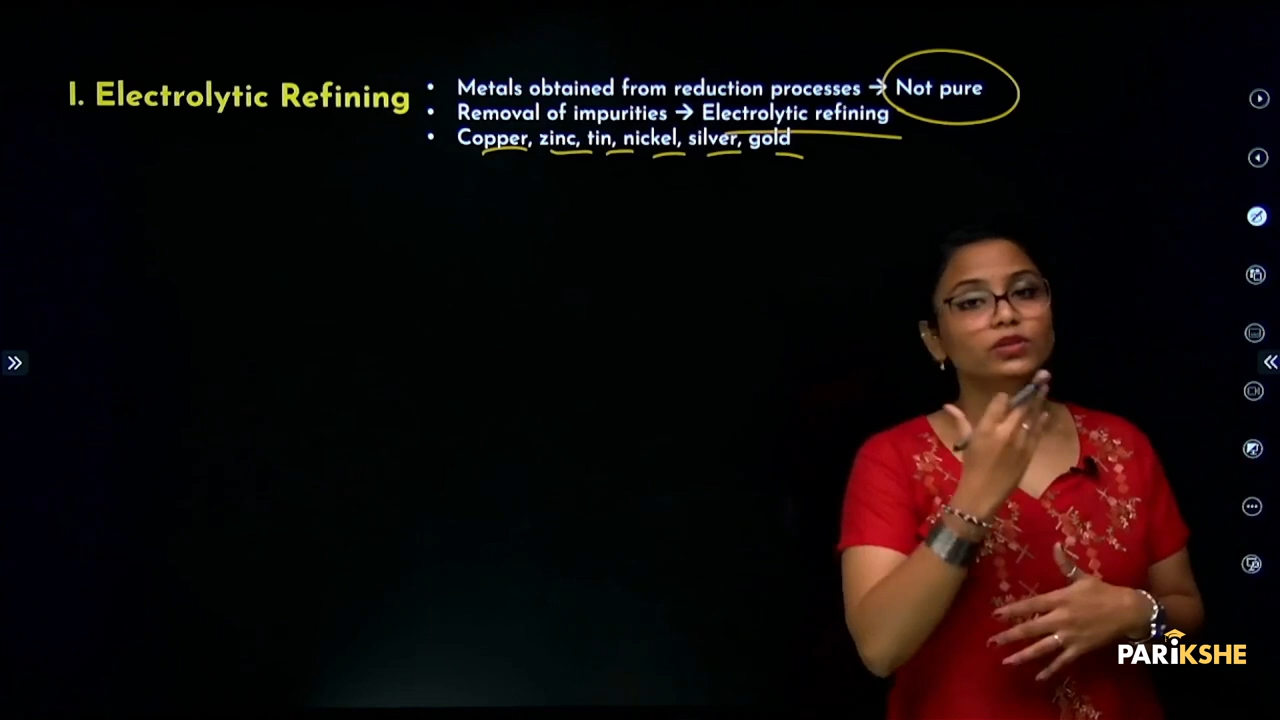 I. Electrolytic Refining
• Metals obtained from reduction processes → Not pure
• Removal of impurities → Electrolytic refining
• Copper, zinc, tin, nickel, silver, gold
PARiKSHE